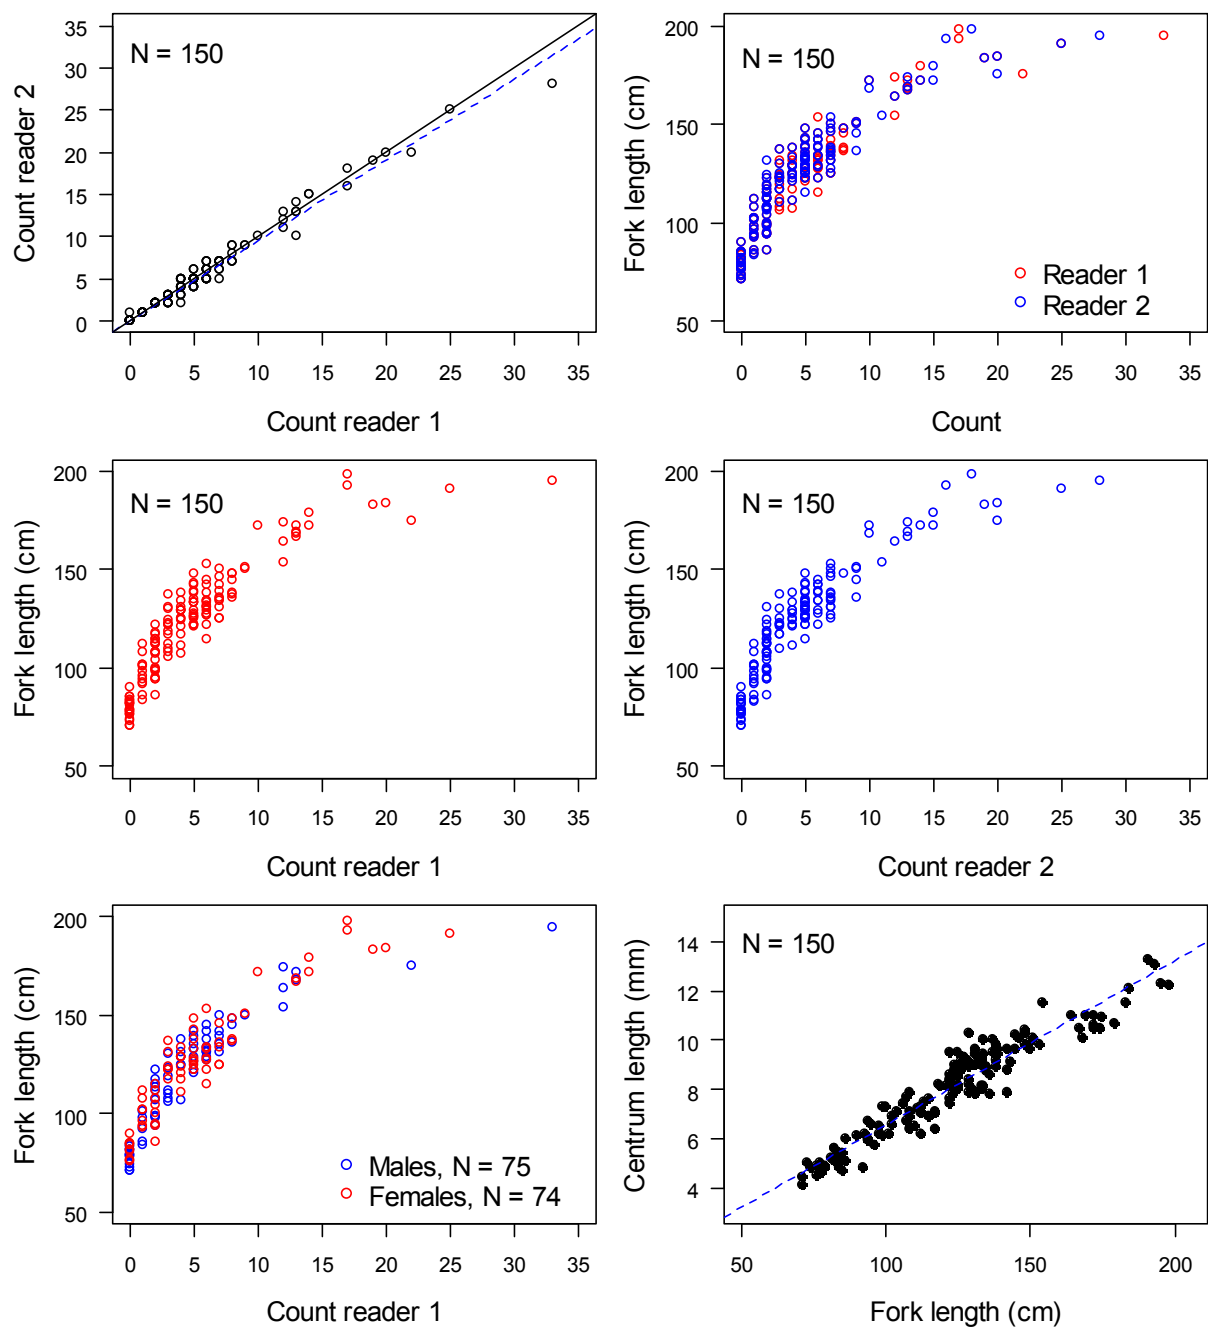 35
30
25
20
15
10
5
0
Count reader 2
N = 150
0 5 10 15 20 25 30 35
Count reader 1
200
150
100
50
Fork length (cm)
N = 150
Reader 1
Reader 2
0 5 10 15 20 25 30 35
Count
200
150
100
50
Fork length (cm)
N = 150
0 5 10 15 20 25 30 35
Count reader 1
200
150
100
50
Fork length (cm)
N = 150
0 5 10 15 20 25 30 35
Count reader 2
200
150
100
50
Fork length (cm)
Males, N = 75
Females, N = 74
0 5 10 15 20 25 30 35
Count reader 1
14
12
10
8
6
4
Centrum length (mm)
N = 150
50 100 150 200
Fork length (cm)